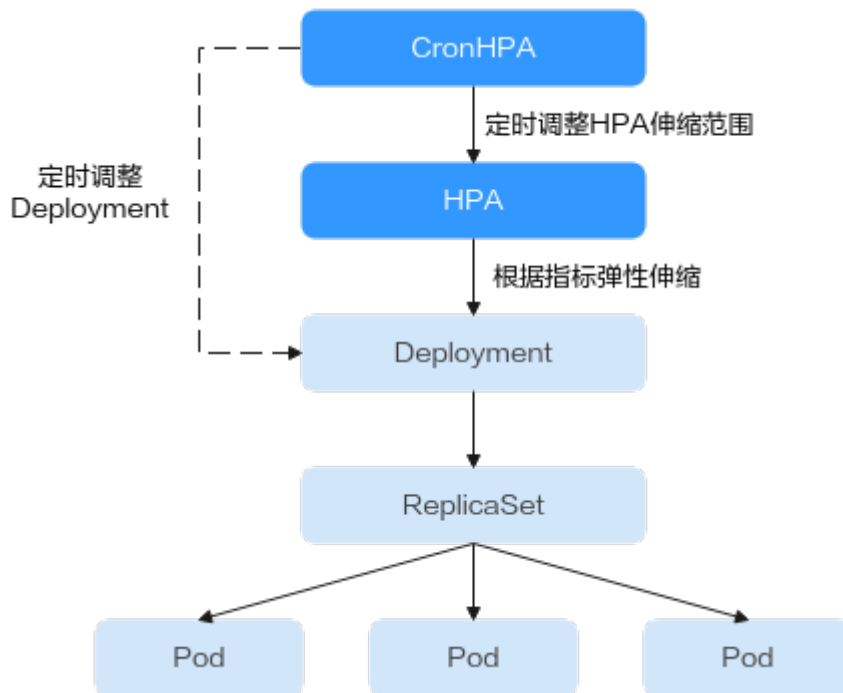 CronHPA
定时调整HPA伸缩范围
定时调整
Deployment
HPA
根据指标弹性伸缩
Deployment
ReplicaSet
Pod
Pod
Pod